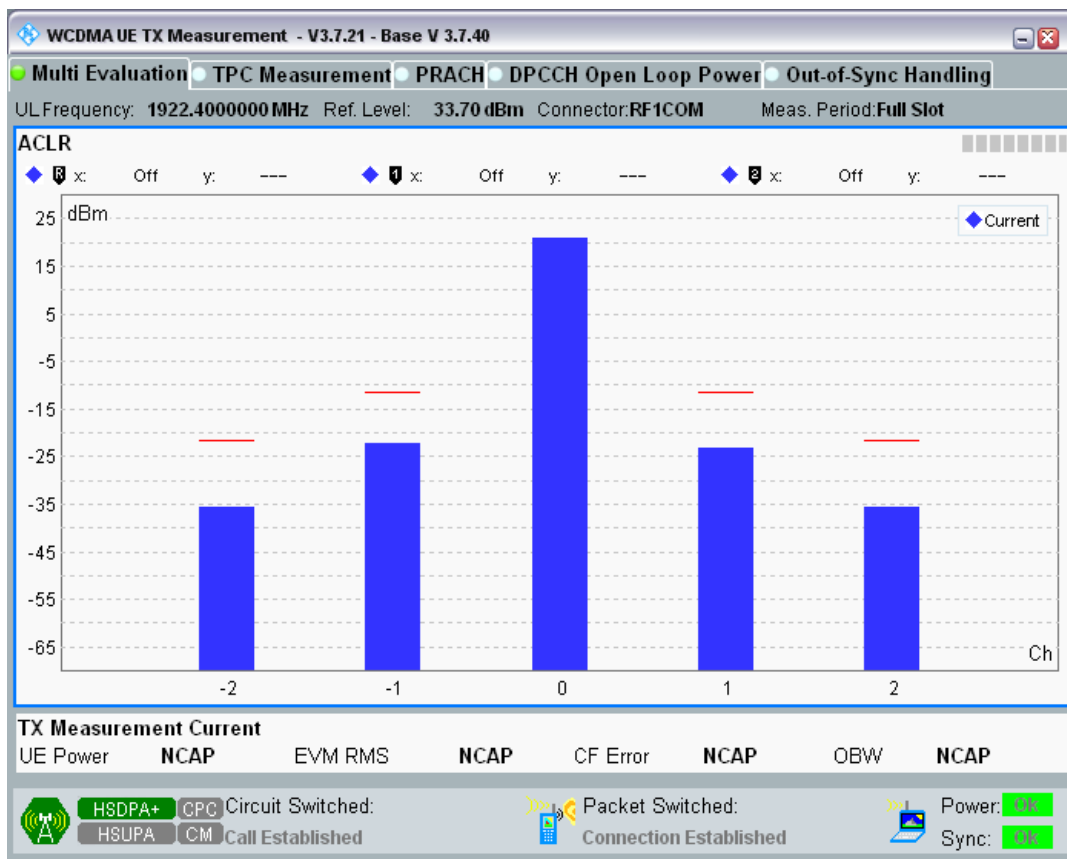 WCDMA UE TX Measurement - V3.7.21 - Base V 3.7.40
Multi Evaluation TPC Measurement PRACH DPCCH Open Loop Power Out-of-Sync Handling
UL Frequency: 1922.4000000 MHz Ref. Level: 33.70 dBm Connector:RF1COM Meas. Period:Full Slot
ACLR
R x: Off y: --- 1 x: Off y: --- 2 x: Off y: ---
dBm
Current
25
15
5
-5
-15
-25
-35
-45
-55
-65
Ch
-2 -1 0 1 2
TX Measurement Current
UE Power NCAP EVM RMS NCAP CF Error NCAP OBW NCAP
HSDPA+ CPC Circuit Switched: Packet Switched: Power: OK
HSUPA CM Call Established Connection Established Sync: OK